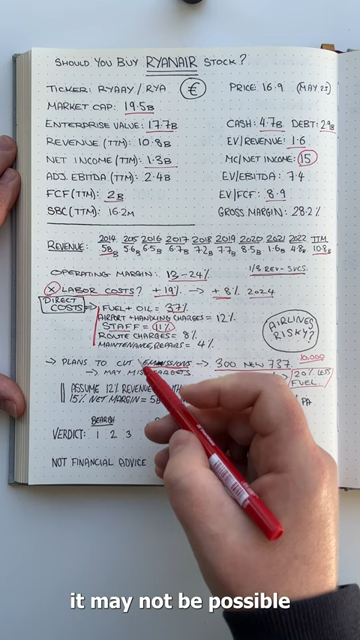 SHOULD YOU BUY RYANAIR STOCK?
TICKER: RYAAY / RYA € PRICE 16.9 (MAY 23)
MARKET CAP: 19.5B
ENTERPRISE VALUE: 17.7B CASH: 4.7B DEBT: 2.9B
REVENUE (TTM): 10.8B EV/REVENUE: 1.6
NET INCOME (TTM): 1.3B MC/NET INCOME: 15
ADJ. EBITDA (TTM): 2.4B EV/EBITDA: 7.4
FCF (TTM): 2B EV/FCF: 8.9
SBC (TTM): 16.2M GROSS MARGIN: 28.2%
2014 2015 2016 2017 2018 2019 2020 2021 2022 TTM
REVENUE: 5B 5.6B 6.5B 6.7B 7.2B 7.7B 8.5B 1.6B 4.8B 10.8B
OPERATING MARGIN: 13-24% 1/3 REV-SVCS.
X LABOR COSTS? +19% → +8% 2024
DIRECT COSTS → FUEL + OIL = 37%
AIRPORT + HANDLING CHARGES = 12%
STAFF = 11%
ROUTE CHARGES = 8%
MAINTENANCE, REPAIRS = 4%
AIRLINES RISKY?
→ PLANS TO CUT EMISSIONS → 300 NEW 737 10,000
→ MAY MISS TARGETS 20% LESS FUEL
ASSUME 12% REVENUE PA
15% NET MARGIN =
BEARISH
VERDICT: 1 2 3
NOT FINANCIAL ADVICE
it may not be possible